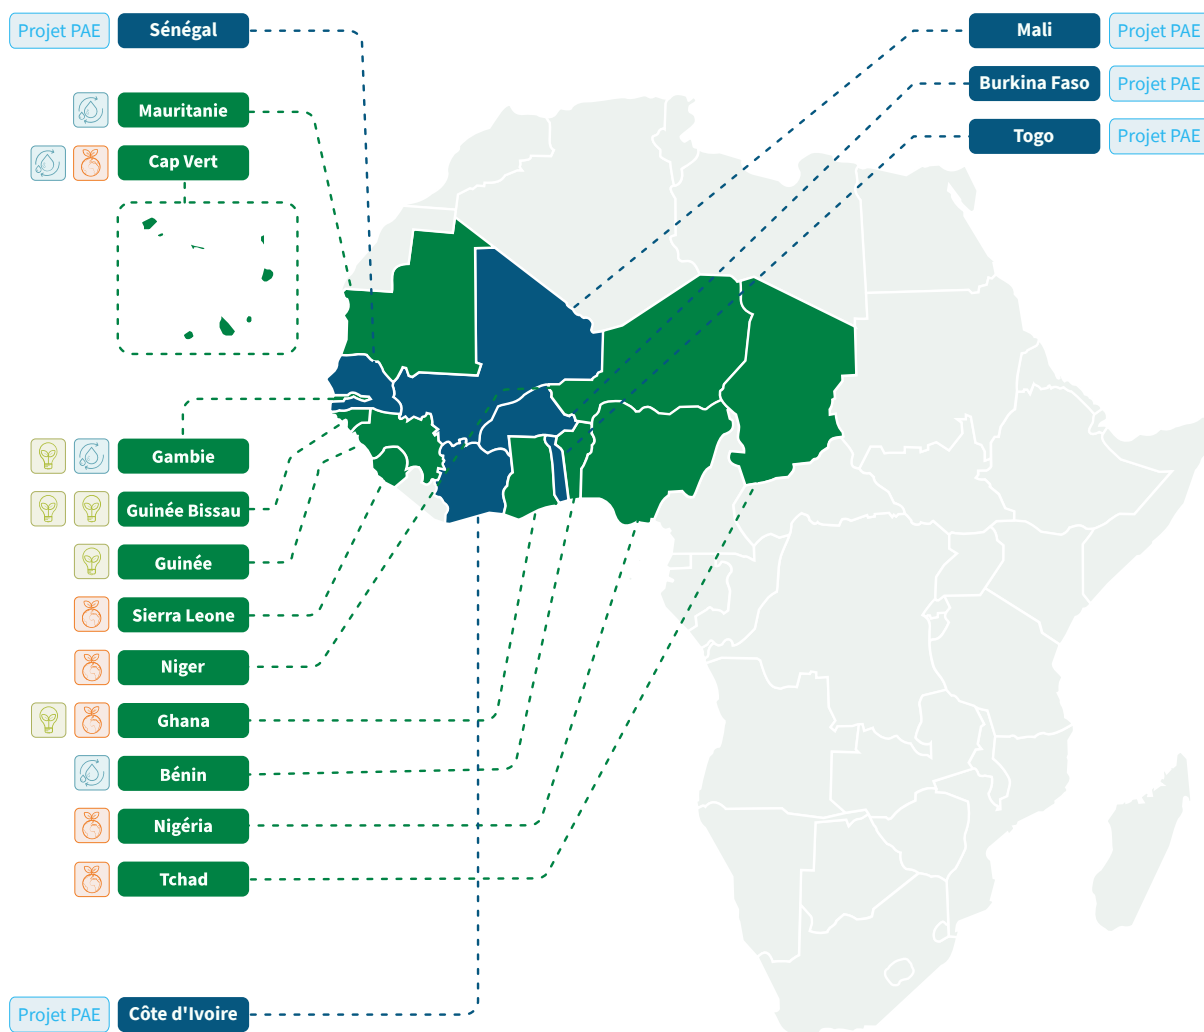 Projet PAE Sénégal
Mauritanie
Cap Vert
Gambie
Guinée Bissau
Guinée
Sierra Leone
Niger
Ghana
Bénin
Nigéria
Tchad
Projet PAE Côte d'Ivoire
Mali Projet PAE
Burkina Faso Projet PAE
Togo Projet PAE